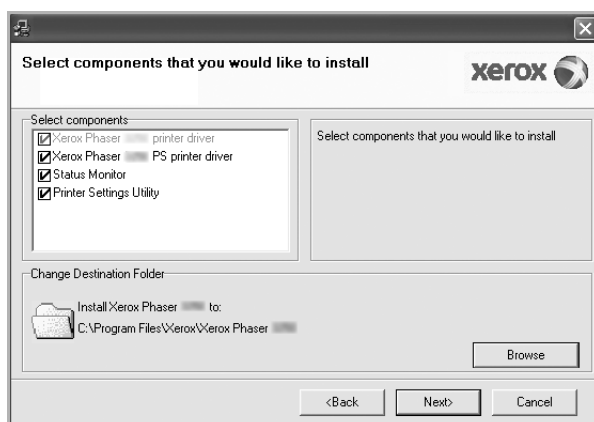 Select components that you would like to install
xerox
Select components
Xerox Phaser printer driver
Xerox Phaser PS printer driver
Status Monitor
Printer Settings Utility
Select components that you would like to install
Change Destination Folder
Install Xerox Phaser to:
C:\Program Files\Xerox\Xerox Phaser
Browse
<Back
Next>
Cancel